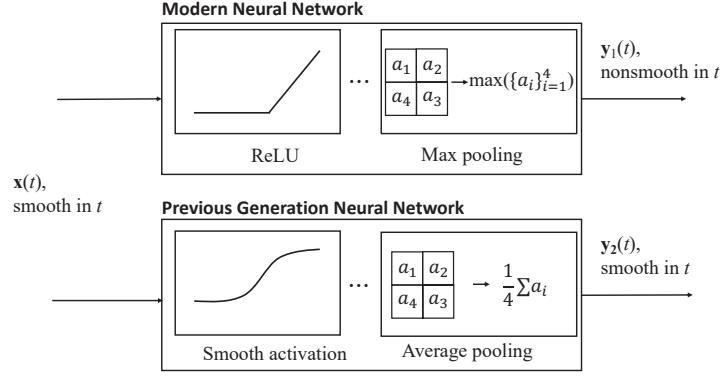 Modern Neural Network
a₁ a₂
a₄ a₃
max({aᵢ}⁴ᵢ₌₁)
...
ReLU
Max pooling
y₁(t),
nonsmooth in t
x(t),
smooth in t
Previous Generation Neural Network
a₁ a₂
a₄ a₃
1/4 ∑aᵢ
...
Smooth activation
Average pooling
y₂(t),
smooth in t